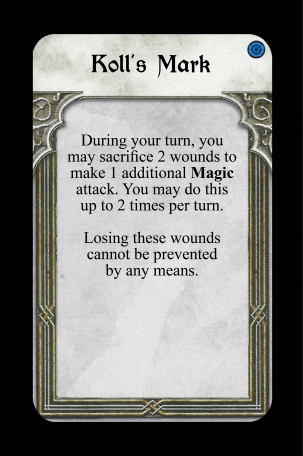 Koll's Mark
During your turn, you
may sacrifice 2 wounds to
make 1 additional Magic
attack. You may do this
up to 2 times per turn.
Losing these wounds
cannot be prevented
by any means.